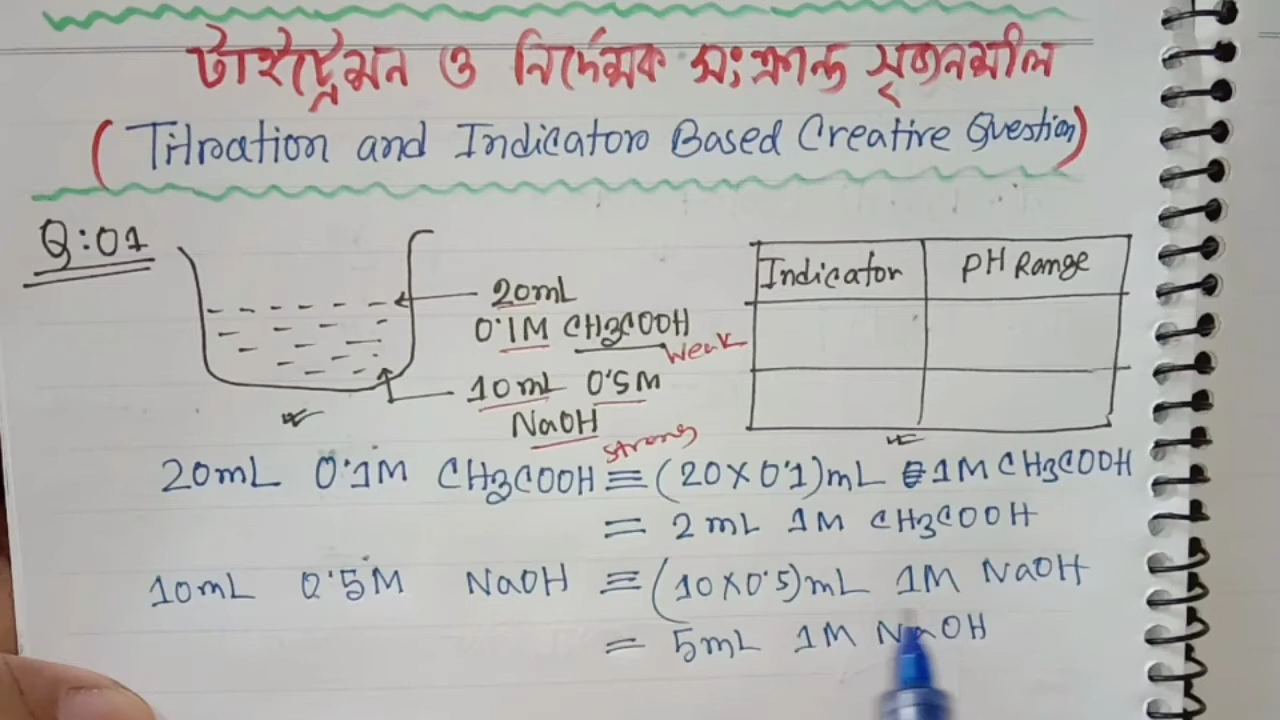 টাইট্রেশন ও নির্দেশক সংক্রান্ত সৃজনশীল
(Titration and Indicator Based Creative Question)
Q:01
20mL
0.1M CH3COOH
Weak
10mL 0.5M
NaOH
Strong
Indicator PH Range
20mL 0.1M CH3COOH ≡ (20×0.1)mL 1M CH3COOH
= 2mL 1M CH3COOH
10mL 0.5M NaOH ≡ (10×0.5)mL 1M NaOH
= 5mL 1M NaOH